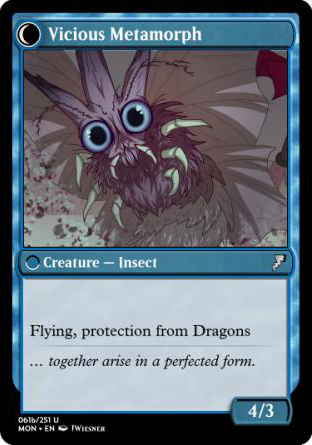 Vicious Metamorph
Creature — Insect
Flying, protection from Dragons
… together arise in a perfected form.
4/3
061b/251 U
MON • EN JWiesner